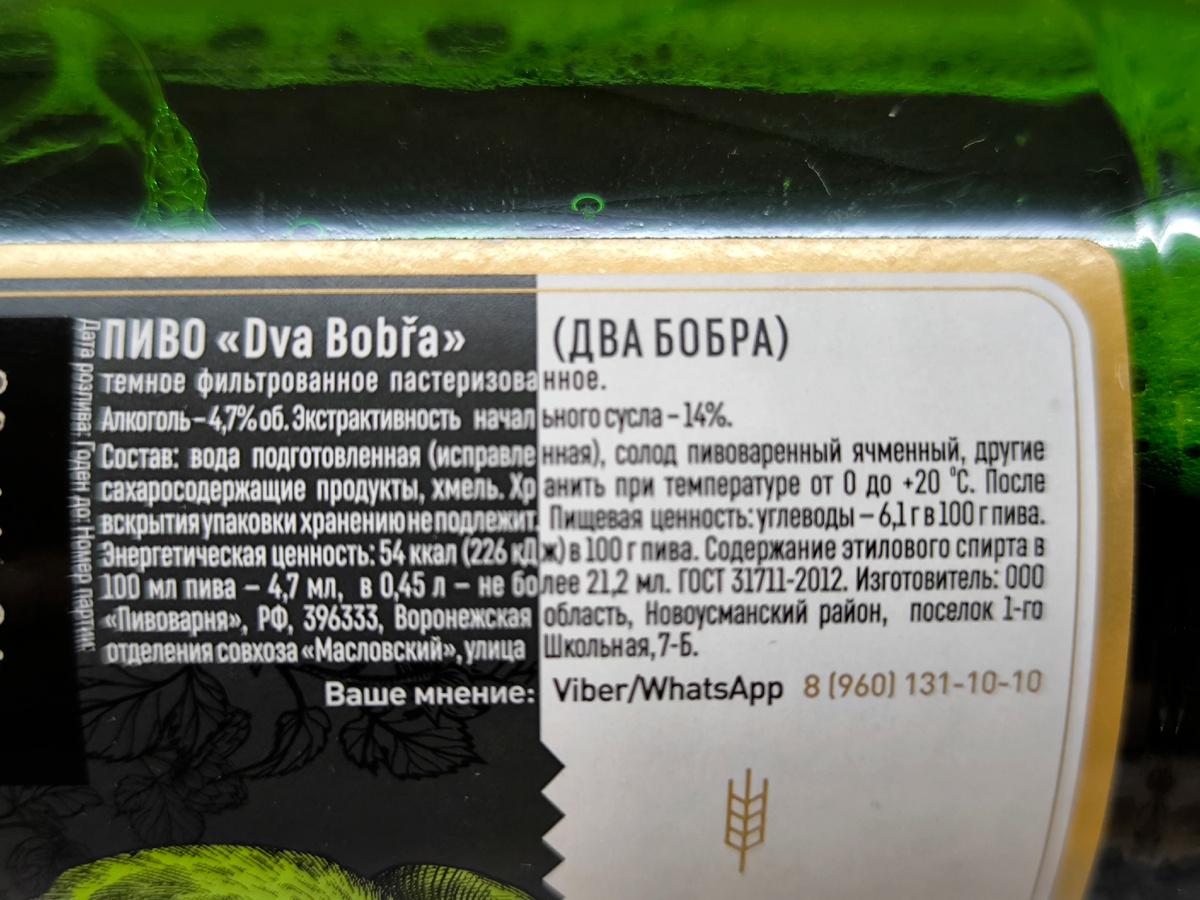 ПИВО «Dva Bobřa» (ДВА БОБРА)
темное фильтрованное пастеризованное.
Алкоголь – 4,7% об. Экстрактивность начального сусла – 14%.
Состав: вода подготовленная (исправленная), солод пивоваренный ячменный, другие
сахаросодержащие продукты, хмель. Хранить при температуре от 0 до +20 °С. После
вскрытия упаковки хранению не подлежит. Пищевая ценность: углеводы – 6,1 г в 100 г пива.
Энергетическая ценность: 54 ккал (226 кДж) в 100 г пива. Содержание этилового спирта в
100 мл пива – 4,7 мл, в 0,45 л – не более 21,2 мл. ГОСТ 31711-2012. Изготовитель: ООО
«Пивоварня», РФ, 396333, Воронежская область, Новоусманский район, поселок 1-го
отделения совхоза «Масловский», улица Школьная, 7-Б.
Ваше мнение: Viber/WhatsApp 8 (960) 131-10-10
Дата розлива: Годен до: Номер партии: